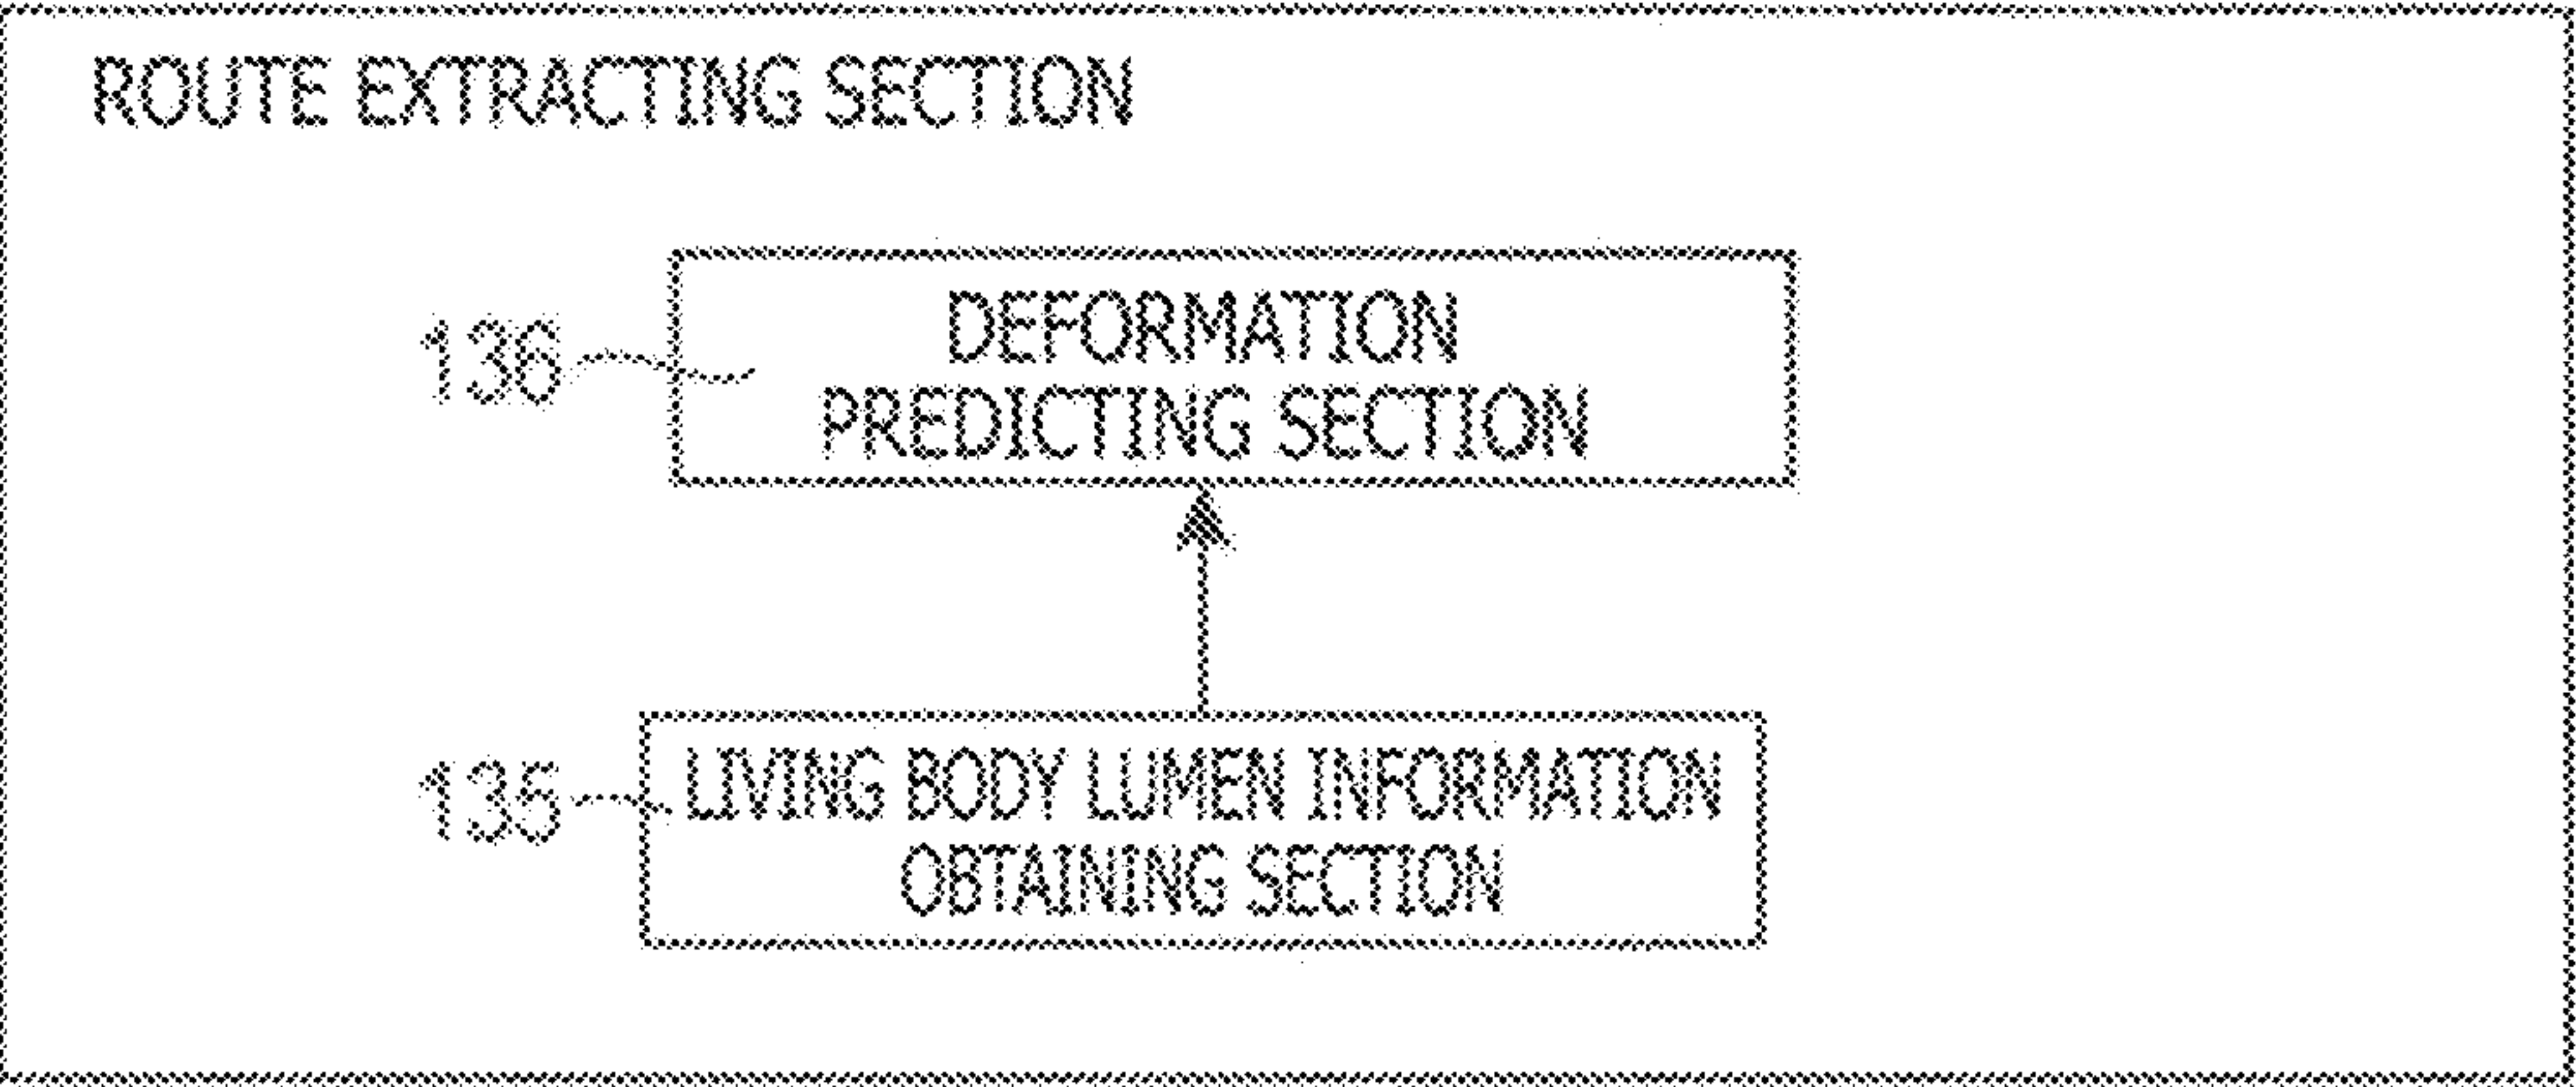 ROUTE EXTRACTING SECTION
136
DEFORMATION
PREDICTING SECTION
135
LIVING BODY LUMEN INFORMATION
OBTAINING SECTION